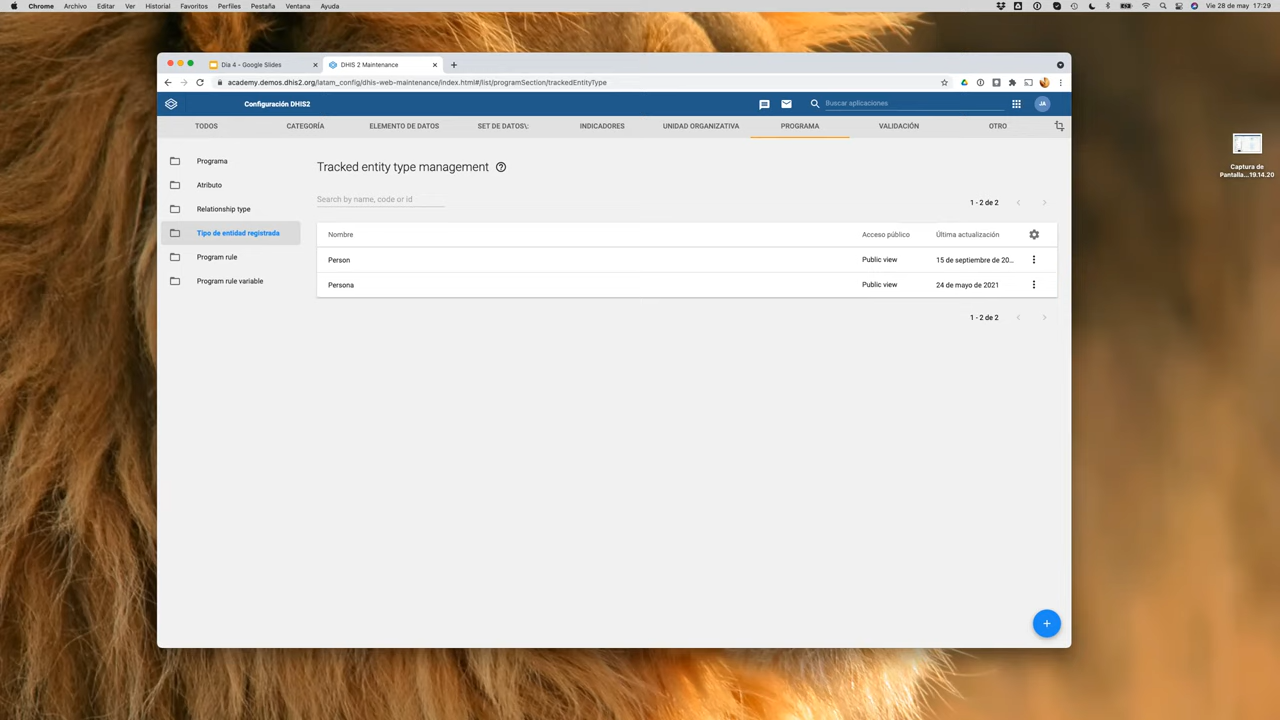 Chrome Archivo Editar Ver Historial Favoritos Perfiles Pestaña Ventana Ayuda Vie 28 de may 17:29
Día 4 - Google Slides DHIS 2 Maintenance
academy.demos.dhis2.org/latam_config/dhis-web-maintenance/index.html#/list/programSection/trackedEntityType
Configuración DHIS2 Buscar aplicaciones JA
TODOS CATEGORÍA ELEMENTO DE DATOS SET DE DATOS\: INDICADORES UNIDAD ORGANIZATIVA PROGRAMA VALIDACIÓN OTRO
Programa
Atributo
Relationship type
Tipo de entidad registrada
Program rule
Program rule variable
Tracked entity type management
Search by name, code or id
1 - 2 de 2
Nombre Acceso público Última actualización
Person Public view 15 de septiembre de 20...
Persona Public view 24 de mayo de 2021
1 - 2 de 2
Captura de
Pantalla...19.14.20